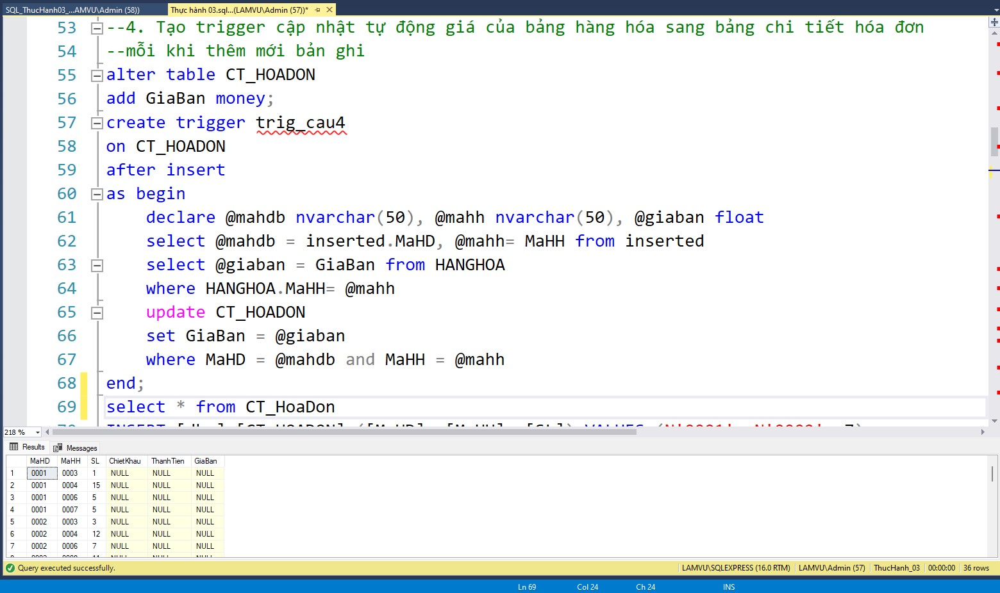 SQL_ThucHanh03_...AMVU\Admin (58))
Thực hành 03.sql...(LAMVU\Admin (57))*
53 --4. Tạo trigger cập nhật tự động giá của bảng hàng hóa sang bảng chi tiết hóa đơn
54 --mỗi khi thêm mới bản ghi
55 alter table CT_HOADON
56 add GiaBan money;
57 create trigger trig_cau4
58 on CT_HOADON
59 after insert
60 as begin
61 declare @mahdb nvarchar(50), @mahh nvarchar(50), @giaban float
62 select @mahdb = inserted.MaHD, @mahh= MaHH from inserted
63 select @giaban = GiaBan from HANGHOA
64 where HANGHOA.MaHH= @mahh
65 update CT_HOADON
66 set GiaBan = @giaban
67 where MaHD = @mahdb and MaHH = @mahh
68 end;
69 select * from CT_HoaDon
218 %
Results Messages
MaHD MaHH SL ChietKhau ThanhTien GiaBan
1 0001 0003 1 NULL NULL NULL
2 0001 0004 15 NULL NULL NULL
3 0001 0006 5 NULL NULL NULL
4 0001 0007 5 NULL NULL NULL
5 0002 0003 3 NULL NULL NULL
6 0002 0004 12 NULL NULL NULL
7 0002 0006 7 NULL NULL NULL
Query executed successfully.
LAMVU\SQLEXPRESS (16.0 RTM) LAMVU\Admin (57) ThucHanh_03 00:00:00 36 rows
Ln 69 Col 24 Ch 24 INS